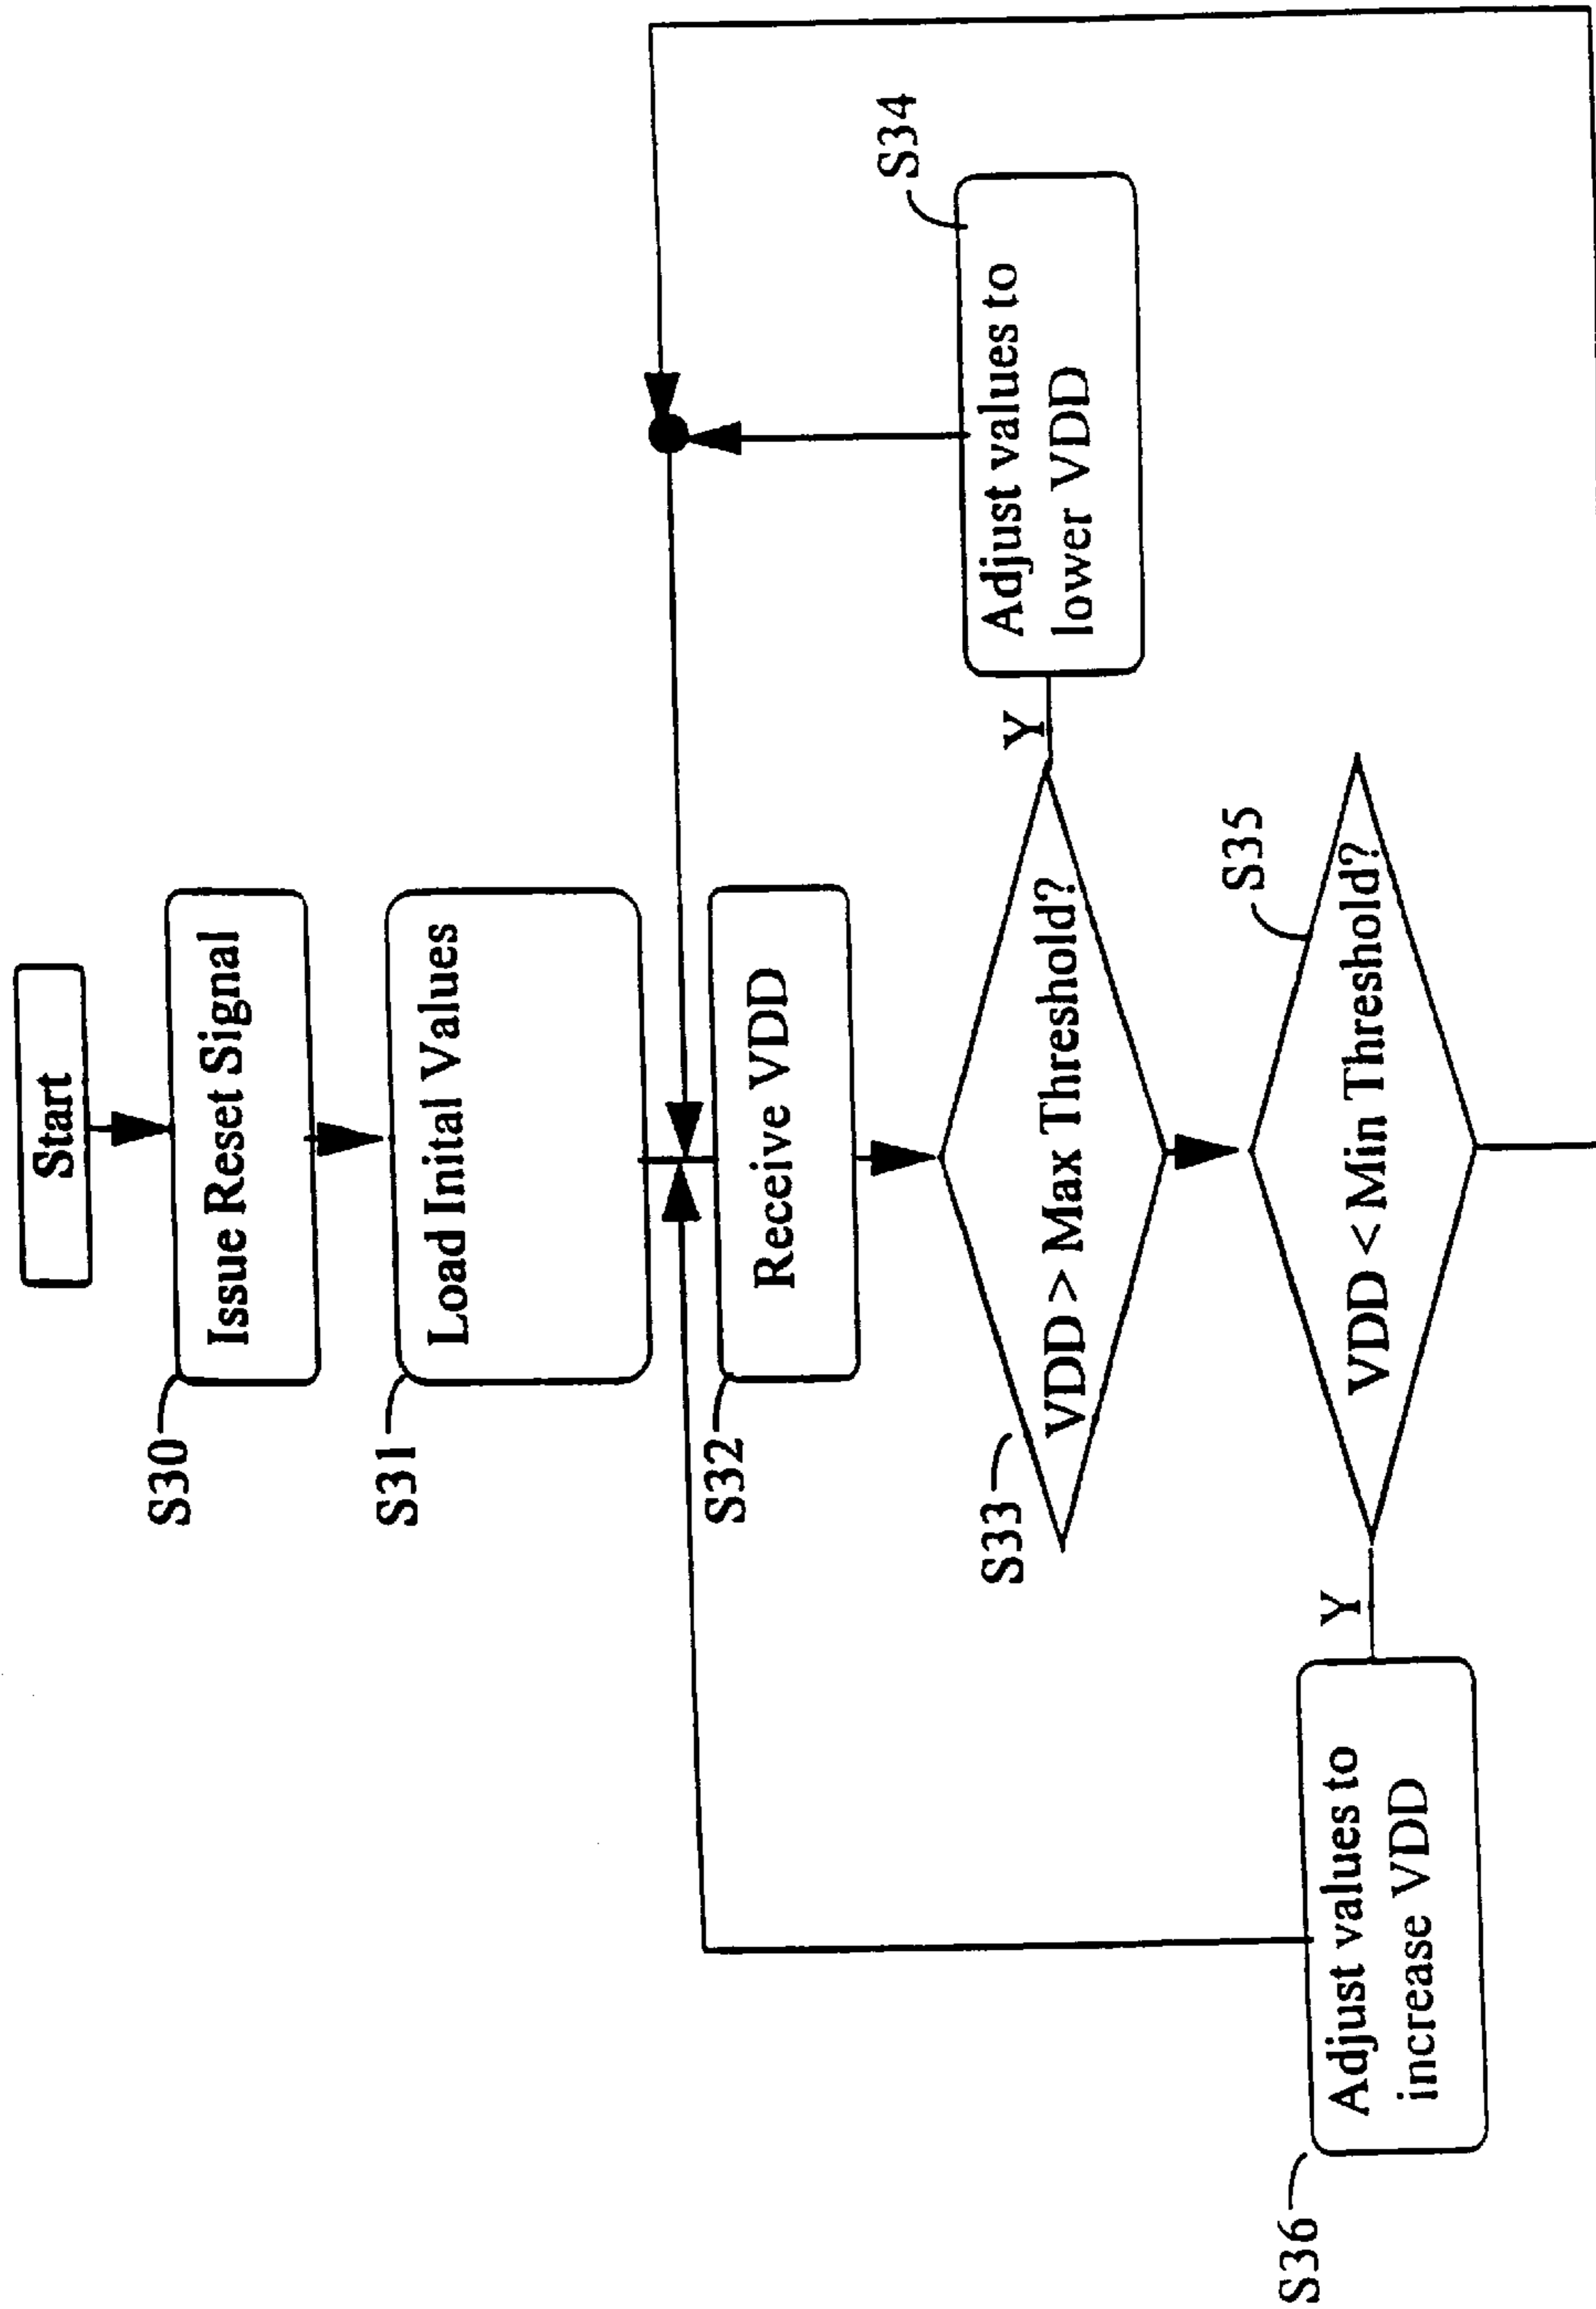 Start
S30
Issue Reset Signal
S31
Load Inital Values
S32
Receive VDD
S33
VDD > Max Threshold?
Y
S34
Adjust values to
lower VDD
S35
VDD < Min Threshold?
Y
S36
Adjust values to
increase VDD